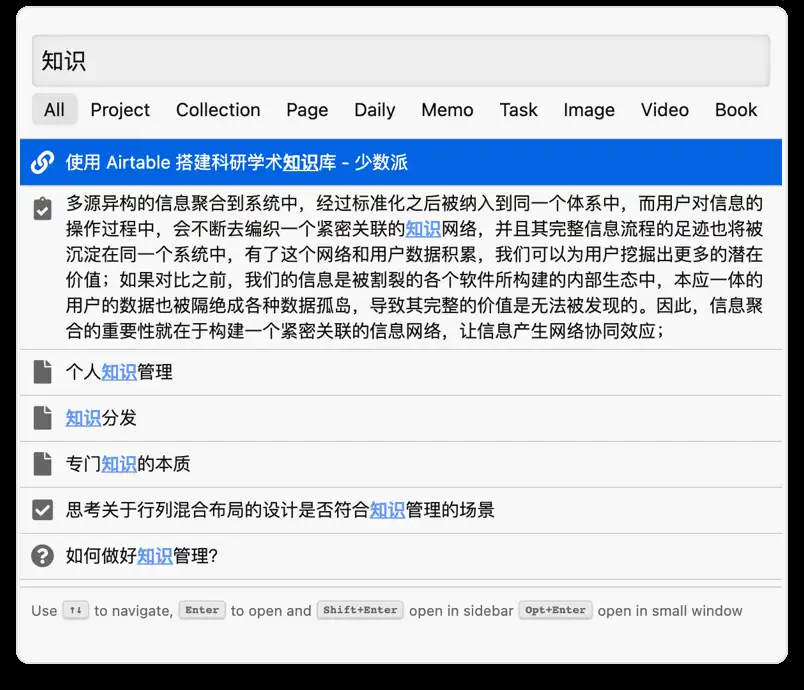 知识
All Project Collection Page Daily Memo Task Image Video Book
使用 Airtable 搭建科研学术知识库 - 少数派
多源异构的信息聚合到系统中，经过标准化之后被纳入到同一个体系中，而用户对信息的
操作过程中，会不断去编织一个紧密关联的知识网络，并且其完整信息流程的足迹也将被
沉淀在同一个系统中，有了这个网络和用户数据积累，我们可以为用户挖掘出更多的潜在
价值；如果对比之前，我们的信息是被割裂的各个软件所构建的内部生态中，本应一体的
用户的数据也被隔绝成各种数据孤岛，导致其完整的价值是无法被发现的。因此，信息聚
合的重要性就在于构建一个紧密关联的信息网络，让信息产生网络协同效应；
个人知识管理
知识分发
专门知识的本质
思考关于行列混合布局的设计是否符合知识管理的场景
如何做好知识管理?
Use ↑↓ to navigate, Enter to open and Shift+Enter open in sidebar Opt+Enter open in small window